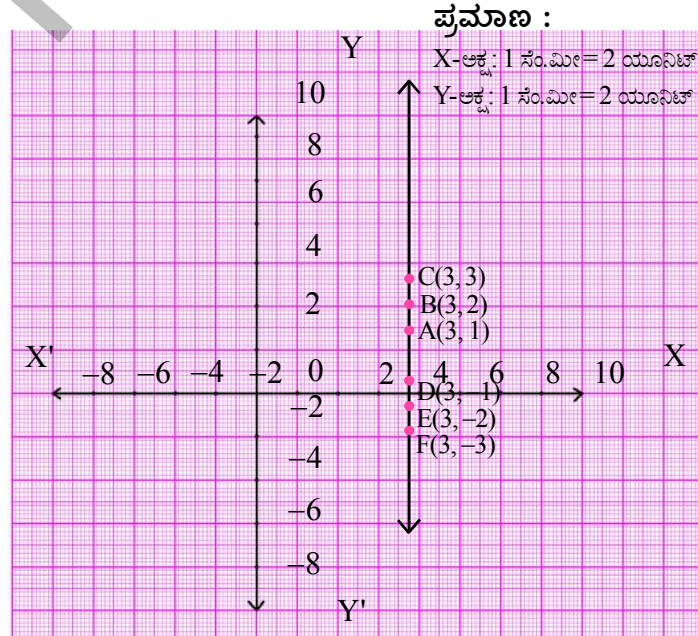 ಪ್ರಮಾಣ :
X-ಅಕ್ಷ: 1 ಸೆಂ.ಮೀ = 2 ಯೂನಿಟ್
Y-ಅಕ್ಷ: 1 ಸೆಂ.ಮೀ = 2 ಯೂನಿಟ್
Y
10
8
6
4
C(3, 3)
2
B(3, 2)
A(3, 1)
X' –8 –6 –4 –2 0 2 4 6 8 10 X
D(3, 1)
–2
E(3, –2)
F(3, –3)
–4
–6
–8
Y'